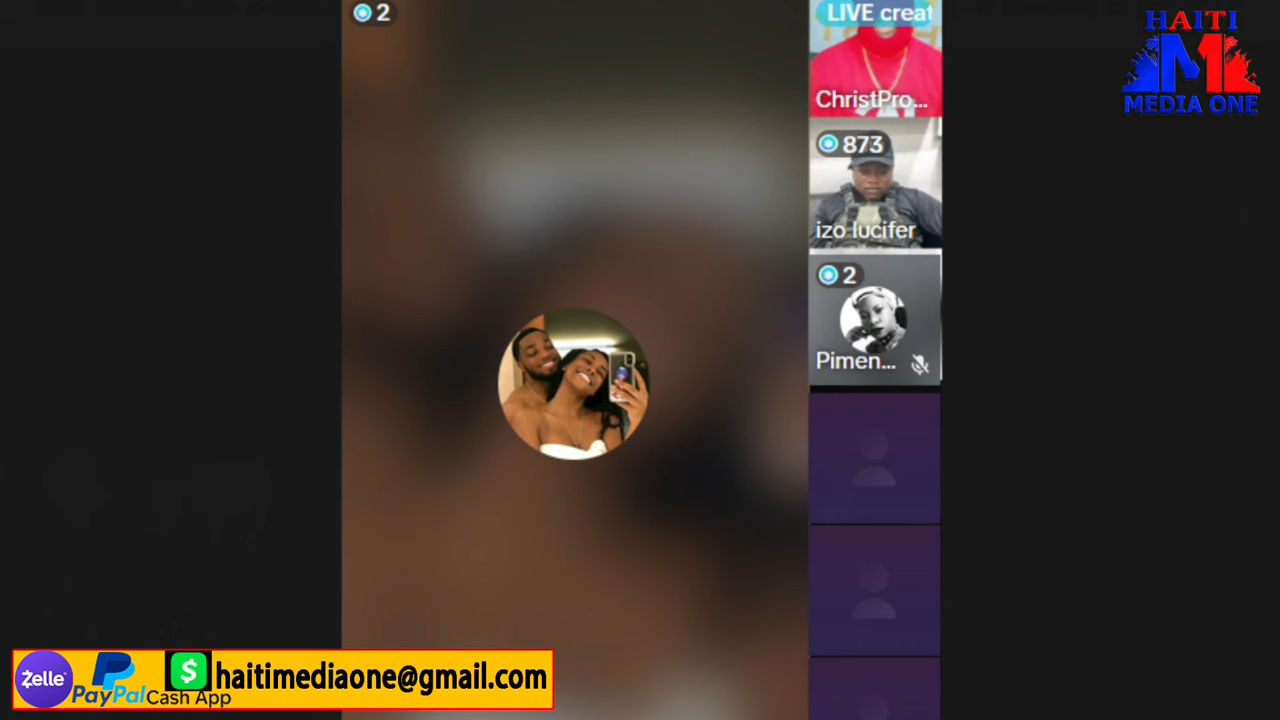 2
LIVE creat
ChristPro...
873
izo lucifer
2
Pimen...
HAITI
M1
MEDIA ONE
Zelle
PayPal
$
Cash App
haitimediaone@gmail.com